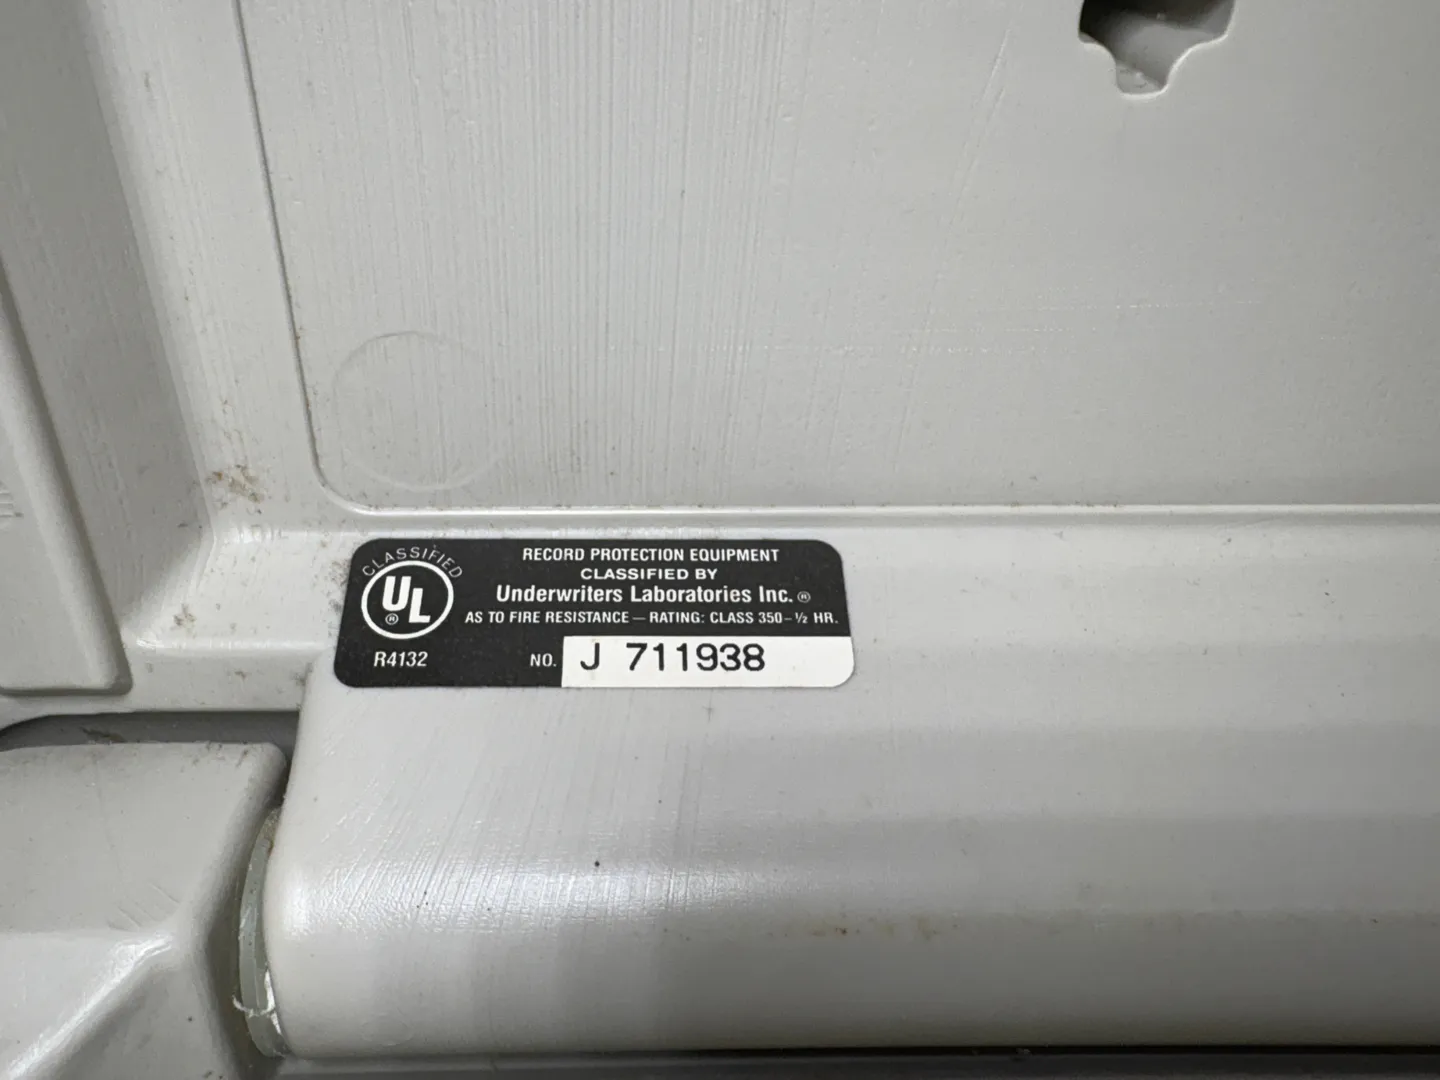 CLASSIFIED
UL ®
R4132
RECORD PROTECTION EQUIPMENT
CLASSIFIED BY
Underwriters Laboratories Inc.®
AS TO FIRE RESISTANCE — RATING: CLASS 350-½ HR.
NO. J 711938